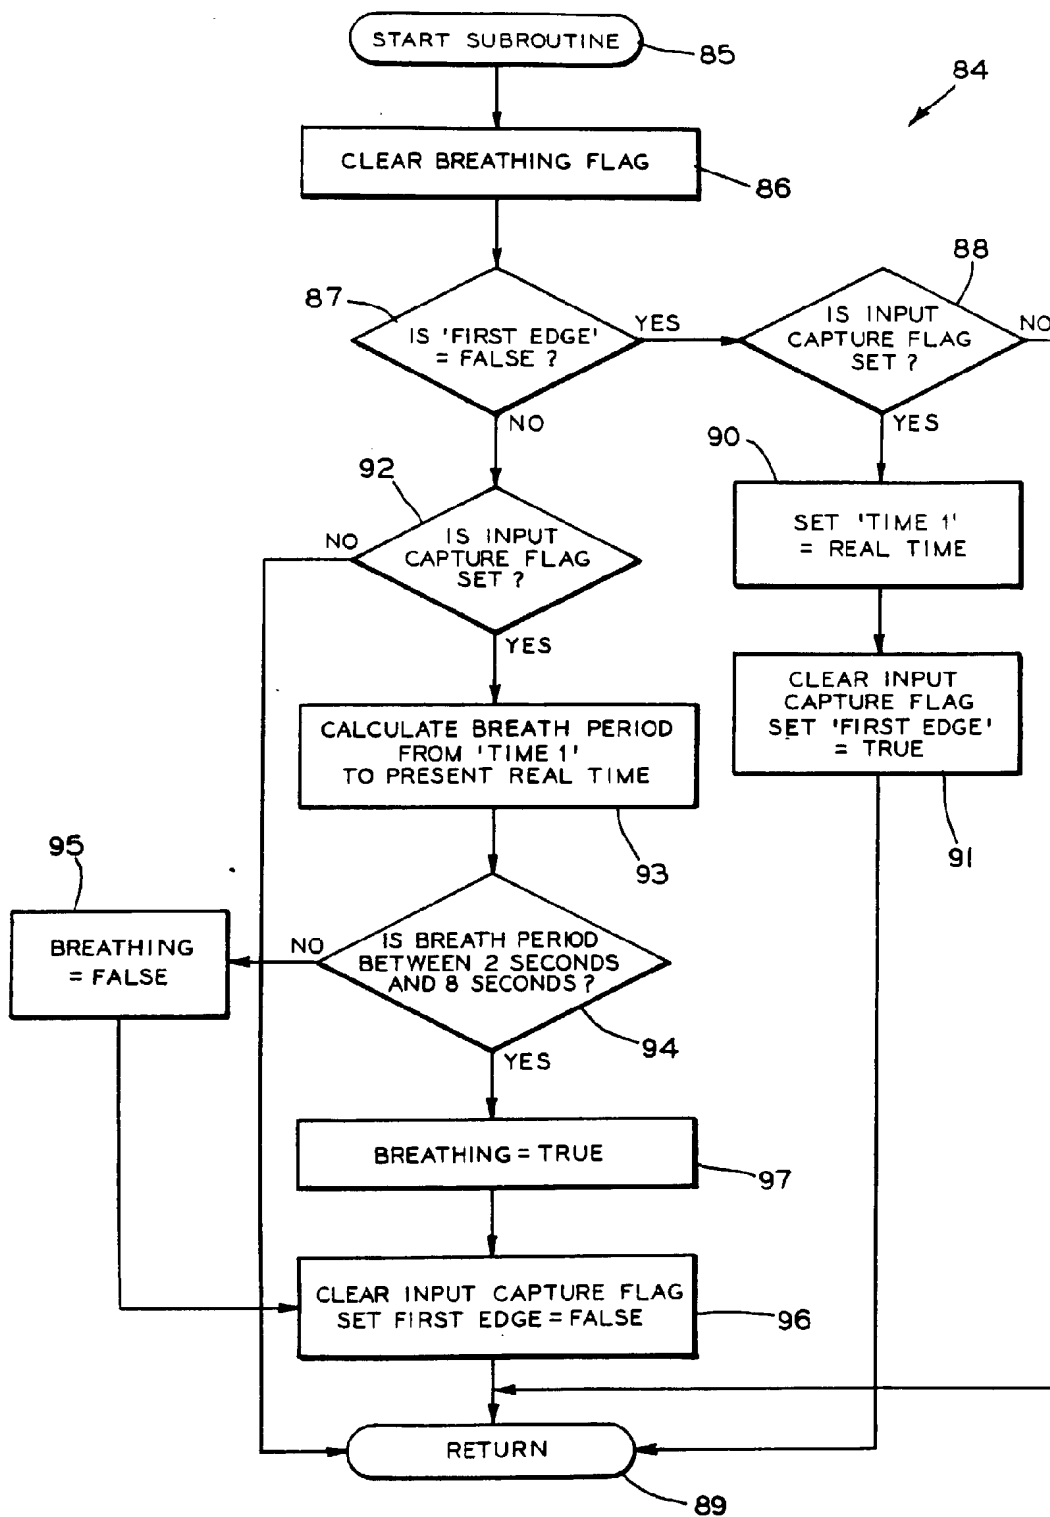 START SUBROUTINE
85
84
CLEAR BREATHING FLAG
86
88
87
IS 'FIRST EDGE'
= FALSE ?
YES
IS INPUT
CAPTURE FLAG
SET ?
NO
NO
YES
92
90
IS INPUT
CAPTURE FLAG
SET ?
NO
YES
SET 'TIME 1'
= REAL TIME
CLEAR INPUT
CAPTURE FLAG
SET 'FIRST EDGE'
= TRUE
91
CALCULATE BREATH PERIOD
FROM 'TIME 1'
TO PRESENT REAL TIME
93
95
BREATHING
= FALSE
NO
IS BREATH PERIOD
BETWEEN 2 SECONDS
AND 8 SECONDS ?
94
YES
BREATHING = TRUE
97
CLEAR INPUT CAPTURE FLAG
SET FIRST EDGE = FALSE
96
RETURN
89